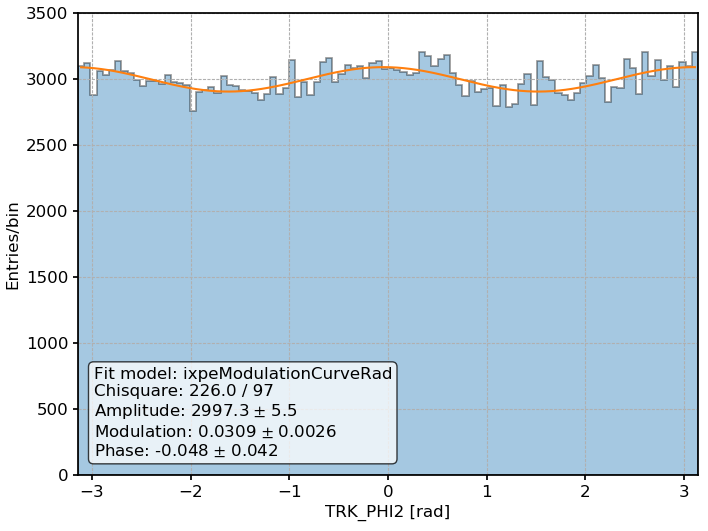 3500
3000
2500
2000
1500
1000
500
0
Entries/bin
Fit model: ixpeModulationCurveRad
Chisquare: 226.0 / 97
Amplitude: 2997.3 ± 5.5
Modulation: 0.0309 ± 0.0026
Phase: -0.048 ± 0.042
−3 −2 −1 0 1 2 3
TRK_PHI2 [rad]